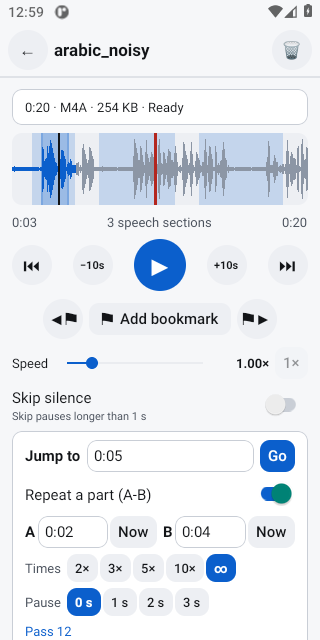 12:59
arabic_noisy
0:20 · M4A · 254 KB · Ready
0:03 3 speech sections 0:20
−10s +10s
Add bookmark
Speed 1.00× 1×
Skip silence
Skip pauses longer than 1 s
Jump to 0:05 Go
Repeat a part (A-B)
A 0:02 Now B 0:04 Now
Times 2× 3× 5× 10× ∞
Pause 0 s 1 s 2 s 3 s
Pass 12